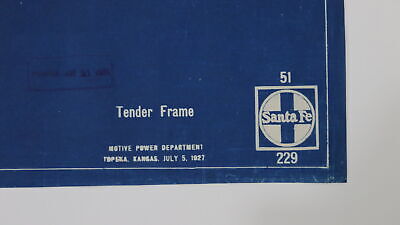 51
Tender Frame
Santa Fe
MOTIVE POWER DEPARTMENT
TOPEKA, KANSAS. JULY 5, 1927
229